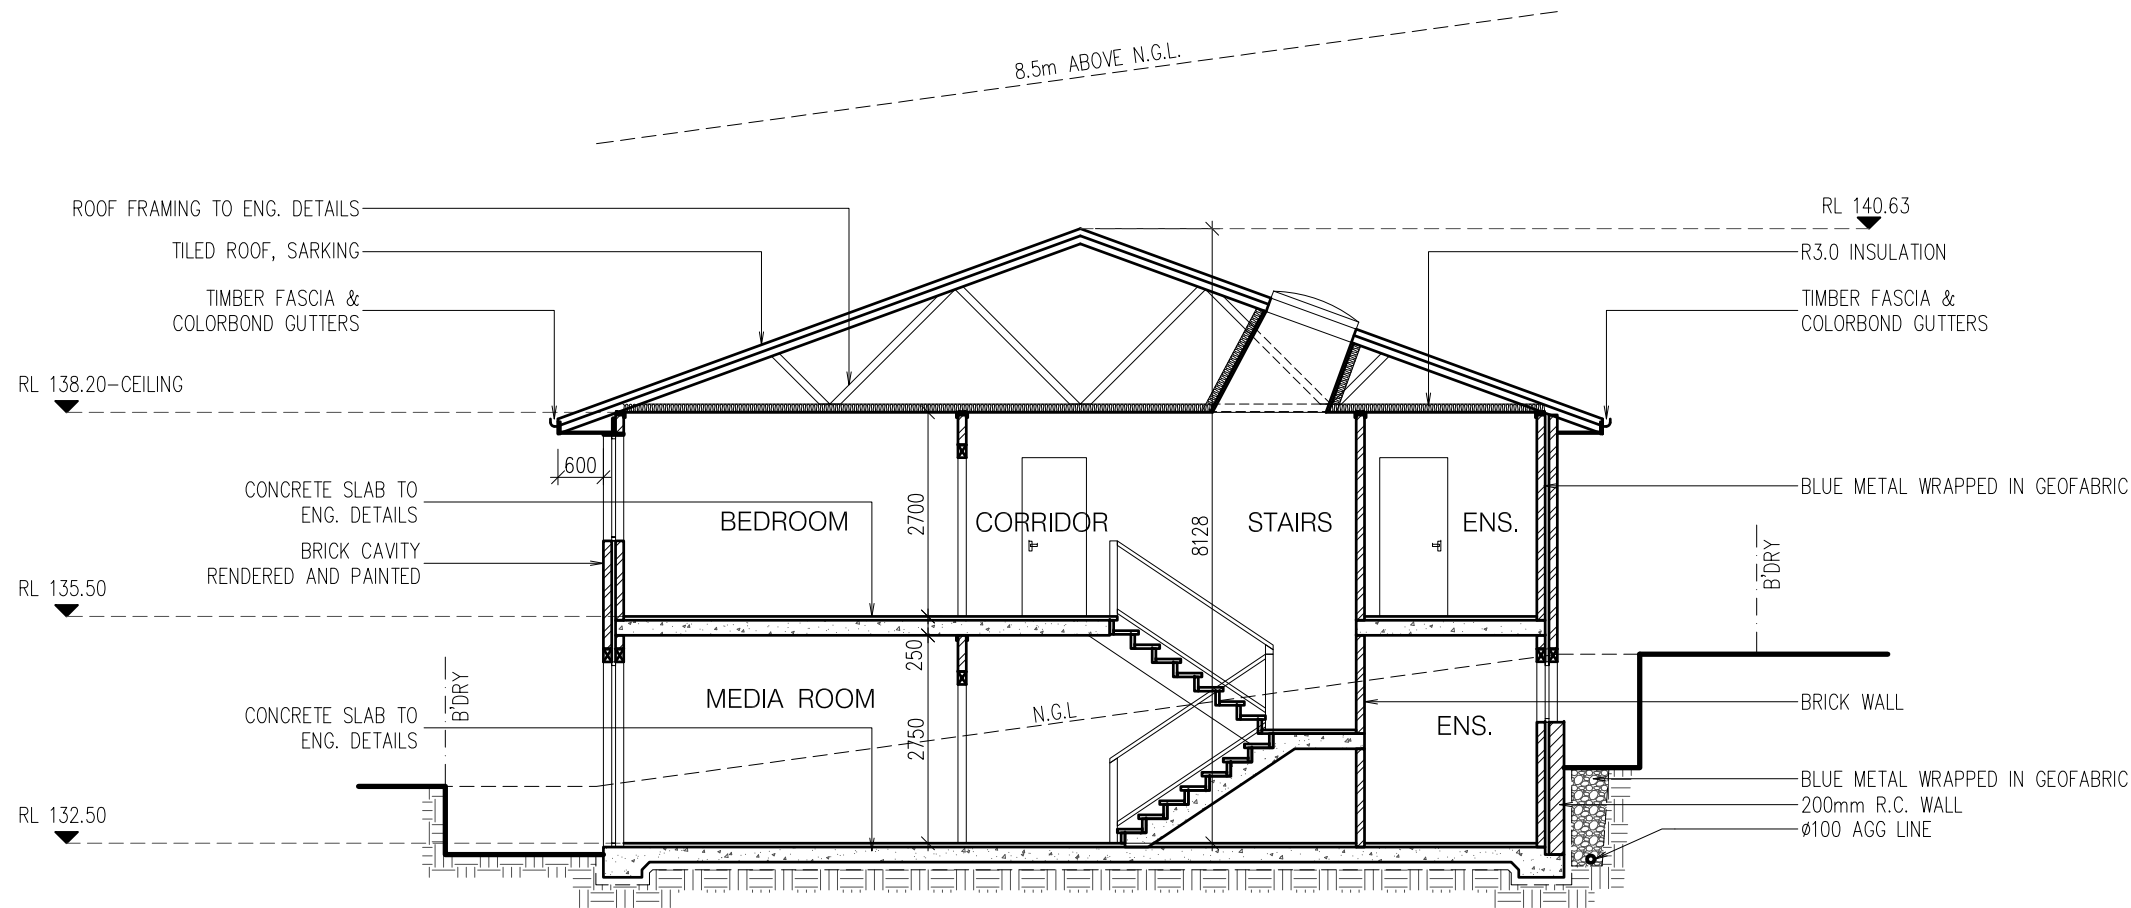 8.5m ABOVE N.G.L.
ROOF FRAMING TO ENG. DETAILS
RL 140.63
TILED ROOF, SARKING
R3.0 INSULATION
TIMBER FASCIA &
COLORBOND GUTTERS
TIMBER FASCIA &
COLORBOND GUTTERS
RL 138.20-CEILING
600
CONCRETE SLAB TO
ENG. DETAILS
BLUE METAL WRAPPED IN GEOFABRIC
BEDROOM
2700
CORRIDOR
8128
STAIRS
ENS.
BRICK CAVITY
RENDERED AND PAINTED
B'DRY
RL 135.50
250
B'DRY
MEDIA ROOM
N.G.L
BRICK WALL
CONCRETE SLAB TO
ENG. DETAILS
2750
ENS.
BLUE METAL WRAPPED IN GEOFABRIC
200mm R.C. WALL
RL 132.50
ø100 AGG LINE